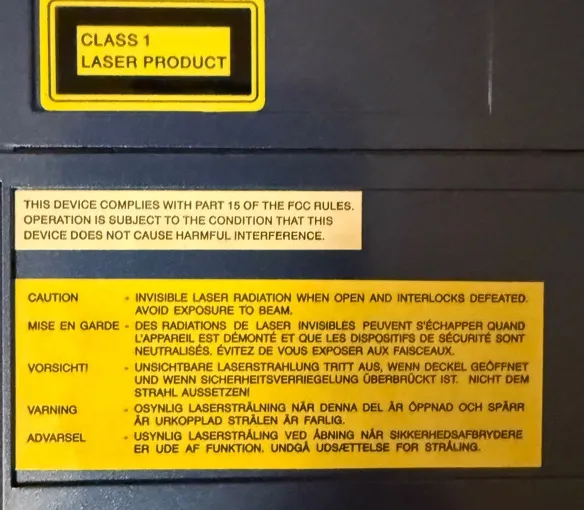 CLASS 1
LASER PRODUCT
THIS DEVICE COMPLIES WITH PART 15 OF THE FCC RULES.
OPERATION IS SUBJECT TO THE CONDITION THAT THIS
DEVICE DOES NOT CAUSE HARMFUL INTERFERENCE.
CAUTION - INVISIBLE LASER RADIATION WHEN OPEN AND INTERLOCKS DEFEATED.
AVOID EXPOSURE TO BEAM.
MISE EN GARDE - DES RADIATIONS DE LASER INVISIBLES PEUVENT S'ÉCHAPPER QUAND
L'APPAREIL EST DÉMONTÉ ET QUE LES DISPOSITIFS DE SÉCURITÉ SONT
NEUTRALISÉS. ÉVITEZ DE VOUS EXPOSER AUX FAISCEAUX.
VORSICHT! - UNSICHTBARE LASERSTRAHLUNG TRITT AUS, WENN DECKEL GEÖFFNET
UND WENN SICHERHEITSVERRIEGELUNG ÜBERBRÜCKT IST. NICHT DEM
STRAHL AUSSETZEN!
VARNING - OSYNLIG LASERSTRÅLNING NÄR DENNA DEL ÄR ÖPPNAD OCH SPÄRR
ÄR URKOPPLAD STRÅLEN ÄR FARLIG.
ADVARSEL - USYNLIG LASERSTRÅLING VED ÅBNING NÅR SIKKERHEDSAFBRYDERE
ER UDE AF FUNKTION. UNDGÅ UDSÆTTELSE FOR STRÅLING.